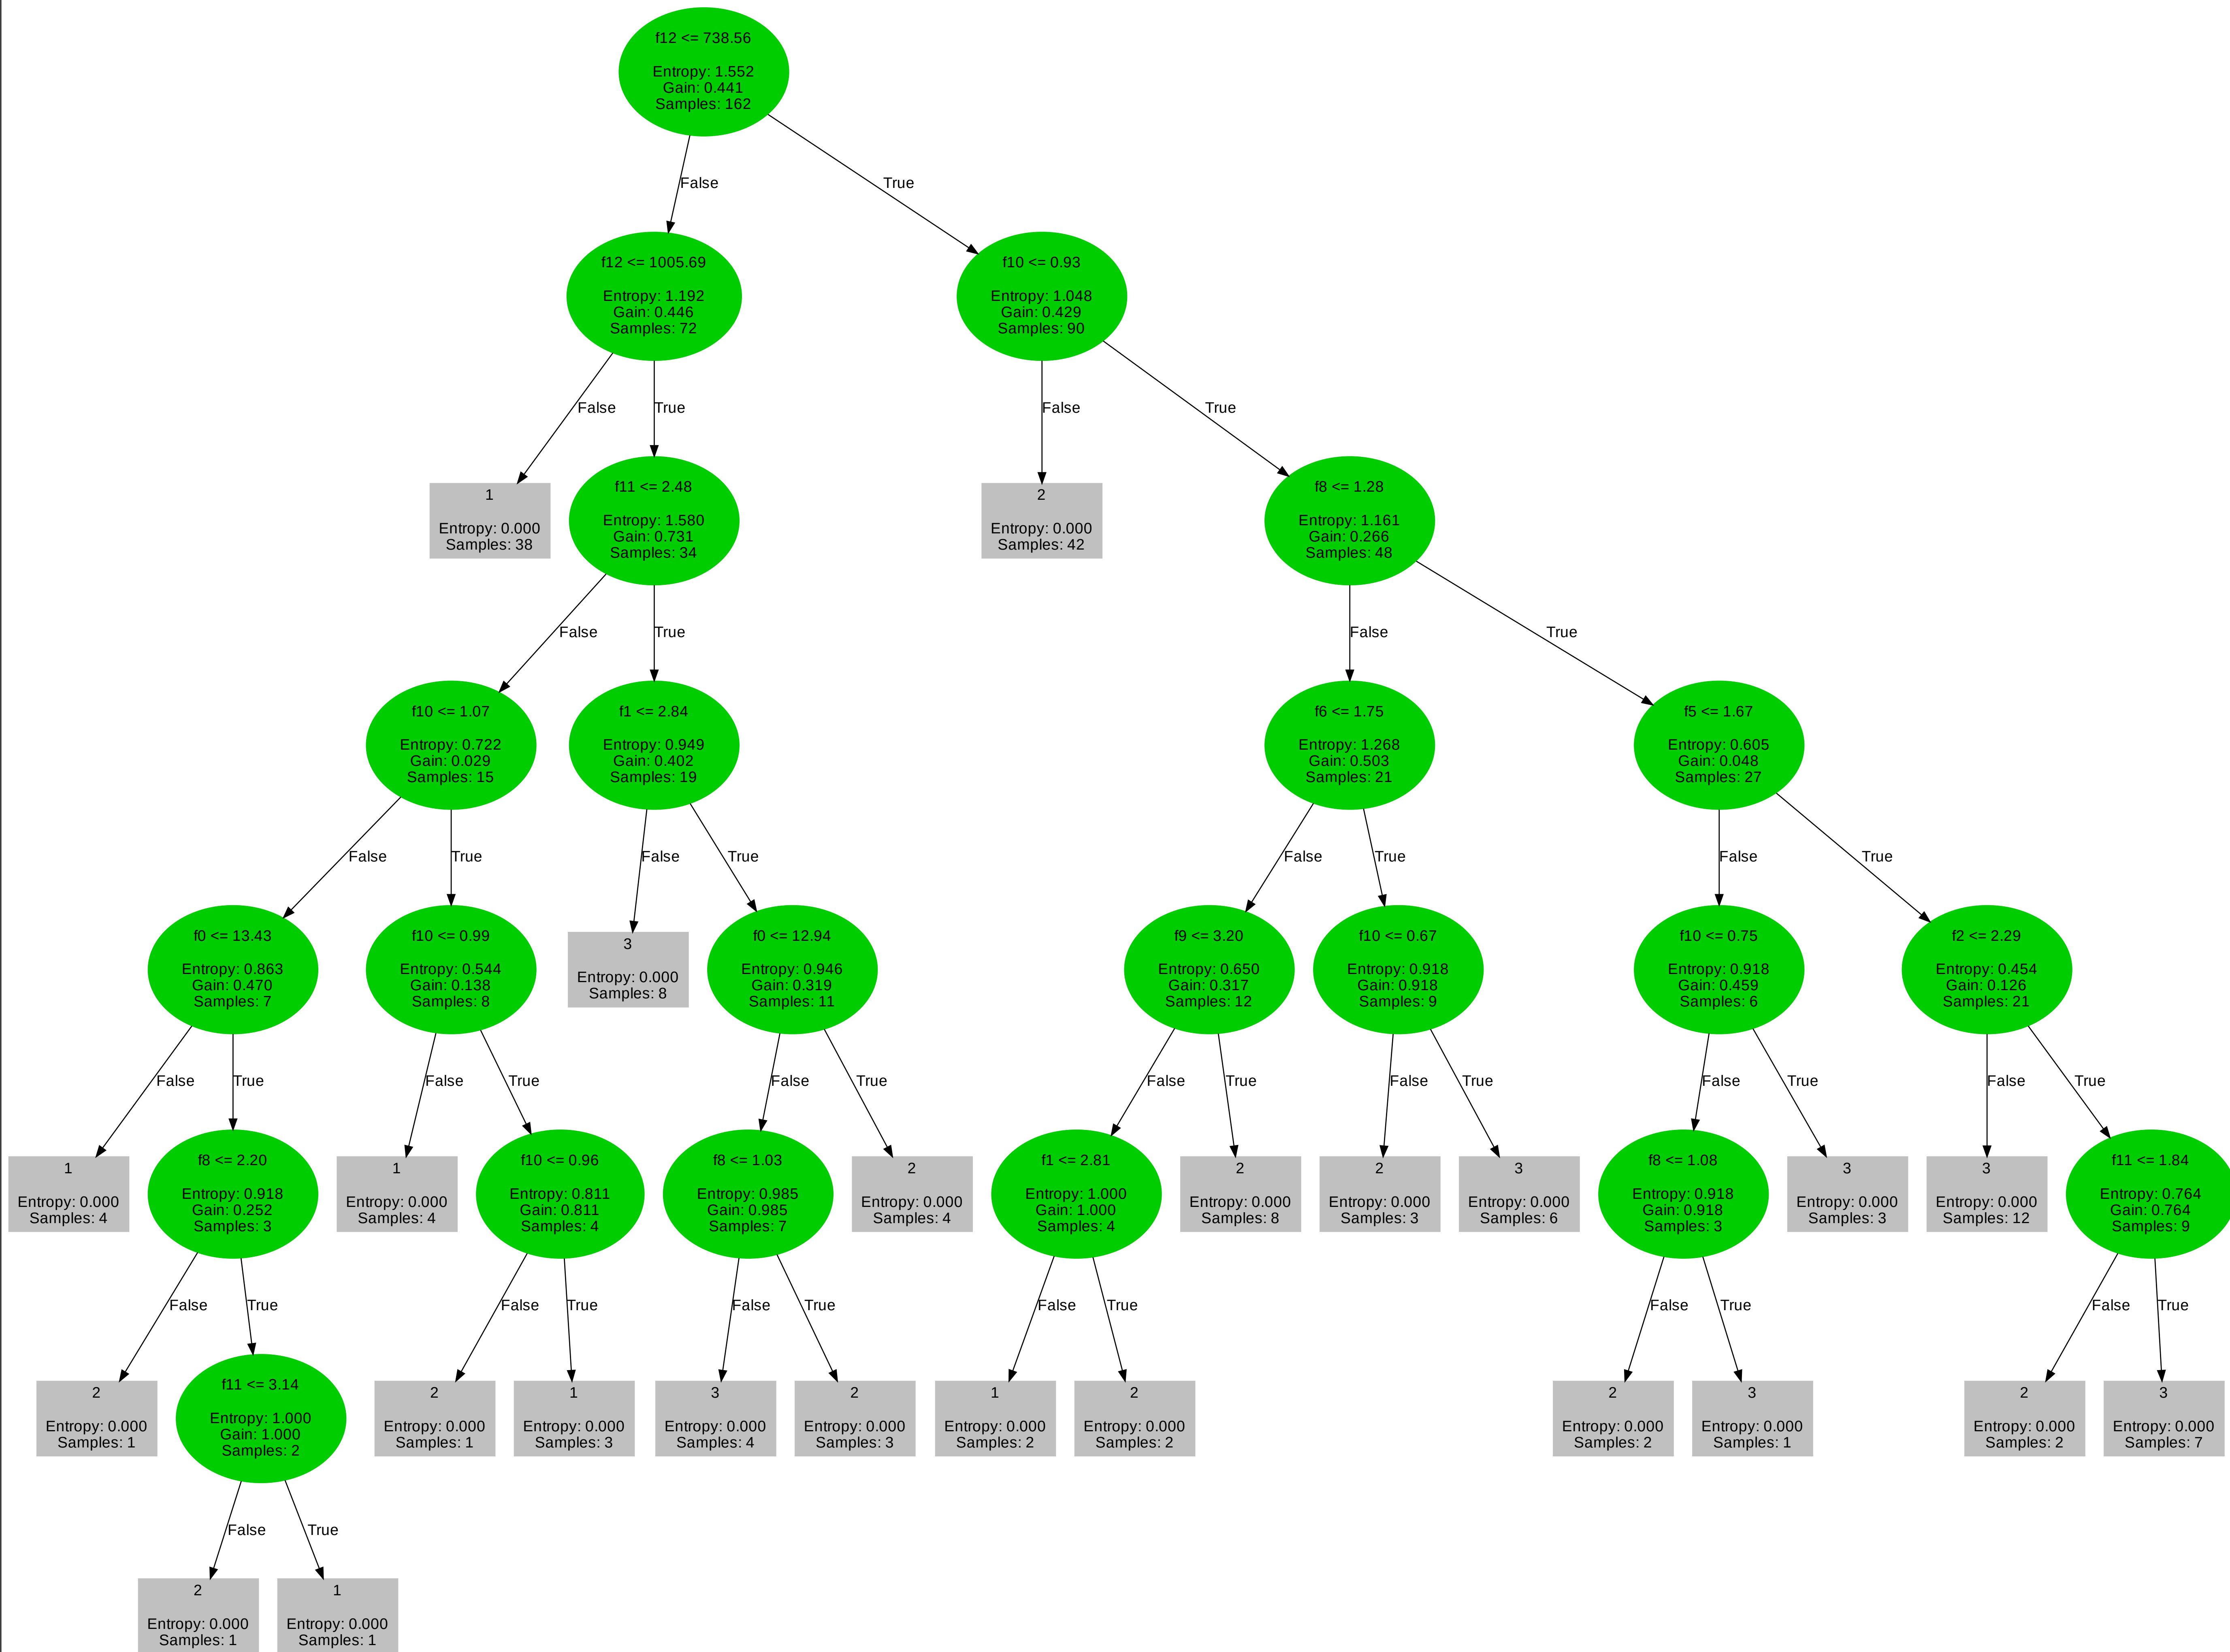 f12 <= 738.56
Entropy: 1.552
Gain: 0.441
Samples: 162
False
True
f12 <= 1005.69
Entropy: 1.192
Gain: 0.446
Samples: 72
f10 <= 0.93
Entropy: 1.048
Gain: 0.429
Samples: 90
False
True
False
True
1
Entropy: 0.000
Samples: 38
f11 <= 2.48
Entropy: 1.580
Gain: 0.731
Samples: 34
2
Entropy: 0.000
Samples: 42
f8 <= 1.28
Entropy: 1.161
Gain: 0.266
Samples: 48
False
True
False
True
f10 <= 1.07
Entropy: 0.722
Gain: 0.029
Samples: 15
f1 <= 2.84
Entropy: 0.949
Gain: 0.402
Samples: 19
f6 <= 1.75
Entropy: 1.268
Gain: 0.503
Samples: 21
f5 <= 1.67
Entropy: 0.605
Gain: 0.048
Samples: 27
False
True
False
True
False
True
False
True
f0 <= 13.43
Entropy: 0.863
Gain: 0.470
Samples: 7
f10 <= 0.99
Entropy: 0.544
Gain: 0.138
Samples: 8
3
Entropy: 0.000
Samples: 8
f0 <= 12.94
Entropy: 0.946
Gain: 0.319
Samples: 11
f9 <= 3.20
Entropy: 0.650
Gain: 0.317
Samples: 12
f10 <= 0.67
Entropy: 0.918
Gain: 0.918
Samples: 9
f10 <= 0.75
Entropy: 0.918
Gain: 0.459
Samples: 6
f2 <= 2.29
Entropy: 0.454
Gain: 0.126
Samples: 21
False
True
False
True
False
True
False
True
False
True
False
True
False
True
1
Entropy: 0.000
Samples: 4
f8 <= 2.20
Entropy: 0.918
Gain: 0.252
Samples: 3
1
Entropy: 0.000
Samples: 4
f10 <= 0.96
Entropy: 0.811
Gain: 0.811
Samples: 4
f8 <= 1.03
Entropy: 0.985
Gain: 0.985
Samples: 7
2
Entropy: 0.000
Samples: 4
f1 <= 2.81
Entropy: 1.000
Gain: 1.000
Samples: 4
2
Entropy: 0.000
Samples: 8
2
Entropy: 0.000
Samples: 3
3
Entropy: 0.000
Samples: 6
f8 <= 1.08
Entropy: 0.918
Gain: 0.918
Samples: 3
3
Entropy: 0.000
Samples: 3
3
Entropy: 0.000
Samples: 12
f11 <= 1.84
Entropy: 0.764
Gain: 0.764
Samples: 9
False
True
False
True
False
True
False
True
False
True
False
True
2
Entropy: 0.000
Samples: 1
f11 <= 3.14
Entropy: 1.000
Gain: 1.000
Samples: 2
2
Entropy: 0.000
Samples: 1
1
Entropy: 0.000
Samples: 3
3
Entropy: 0.000
Samples: 4
2
Entropy: 0.000
Samples: 3
1
Entropy: 0.000
Samples: 2
2
Entropy: 0.000
Samples: 2
2
Entropy: 0.000
Samples: 2
3
Entropy: 0.000
Samples: 1
2
Entropy: 0.000
Samples: 2
3
Entropy: 0.000
Samples: 7
False
True
2
Entropy: 0.000
Samples: 1
1
Entropy: 0.000
Samples: 1